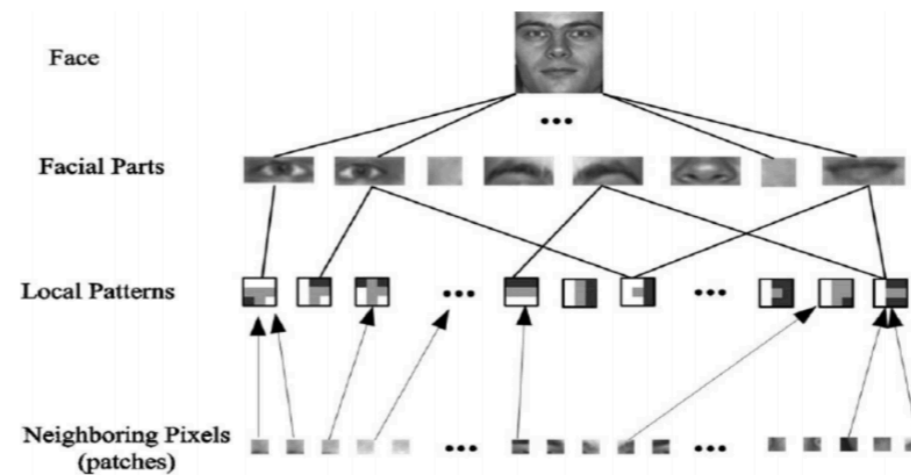 Face
Facial Parts
Local Patterns
Neighboring Pixels
(patches)